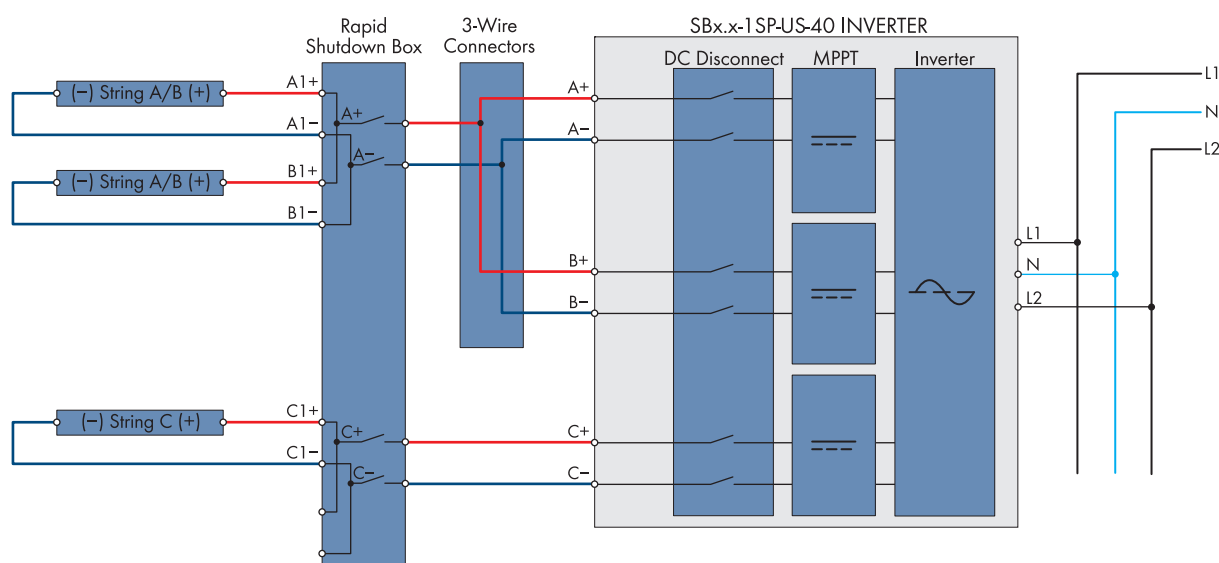 Rapid
Shutdown Box
3-Wire
Connectors
SBx.x-1SP-US-40 INVERTER
DC Disconnect
MPPT
Inverter
A1+
(−) String A/B (+)
A+
A1−
A−
B1+
(−) String A/B (+)
B1−
A+
A−
B+
B−
L1
N
L2
L1
N
L2
C1+
(−) String C (+)
C+
C1−
C−
C+
C−